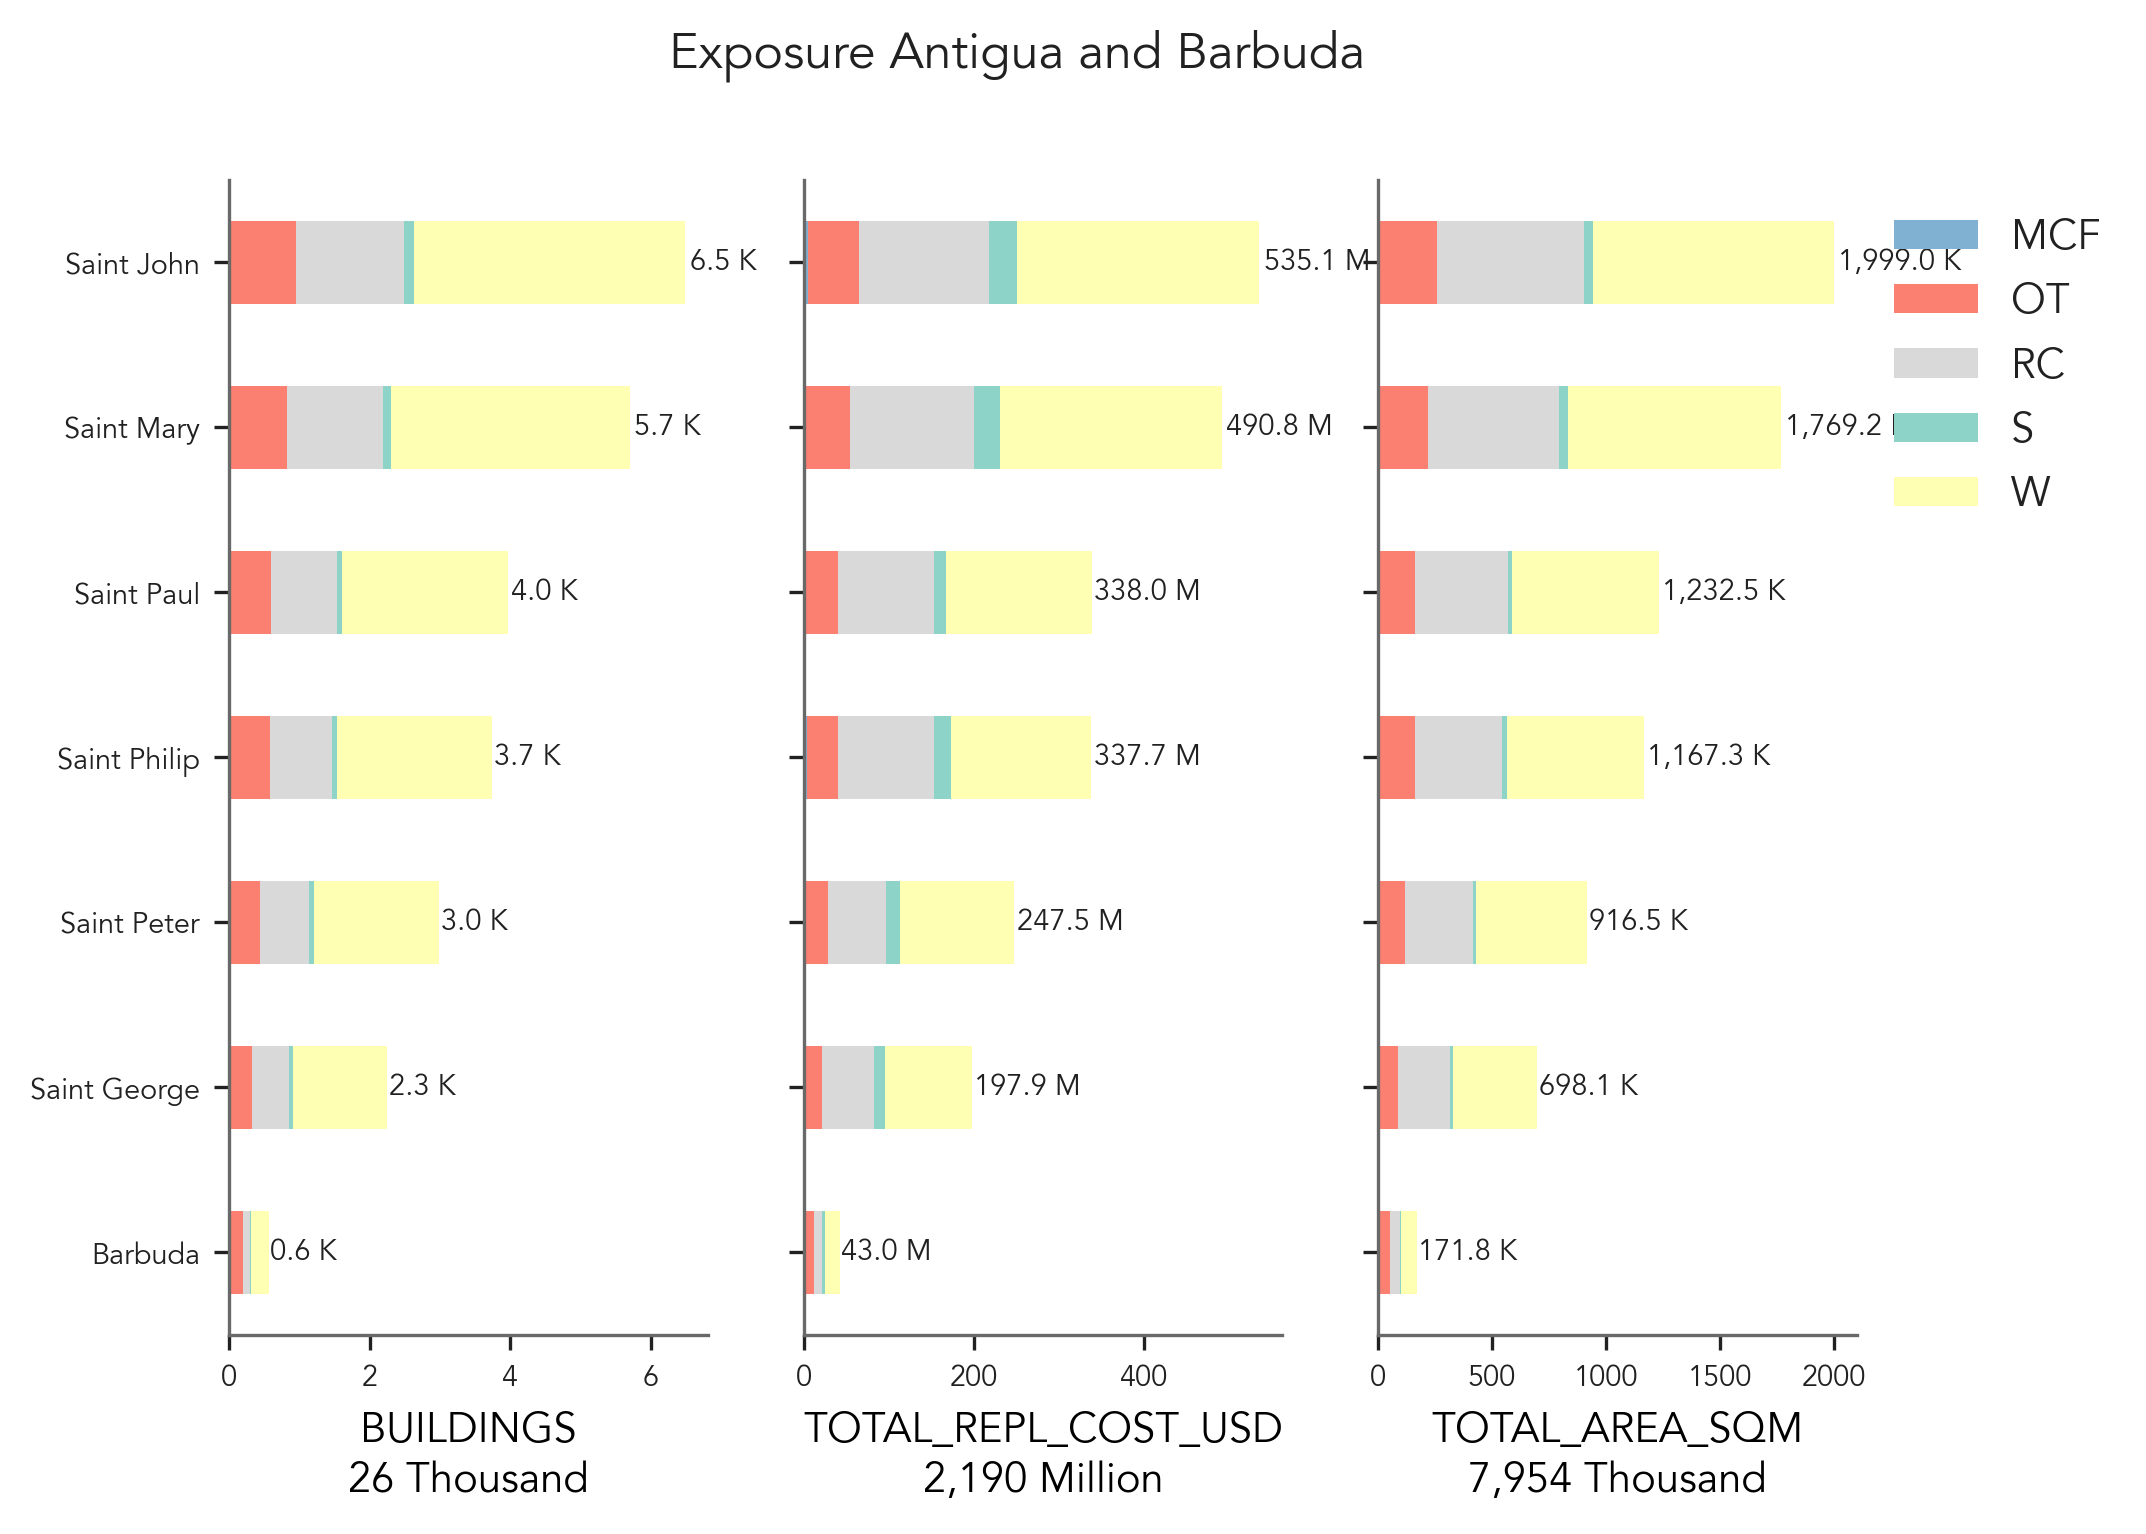 Exposure Antigua and Barbuda
Saint John
Saint Mary
Saint Paul
Saint Philip
Saint Peter
Saint George
Barbuda
6.5 K
5.7 K
4.0 K
3.7 K
3.0 K
2.3 K
0.6 K
0 2 4 6
BUILDINGS
26 Thousand
535.1 M
490.8 M
338.0 M
337.7 M
247.5 M
197.9 M
43.0 M
0 200 400
TOTAL_REPL_COST_USD
2,190 Million
1,999.0 K
1,769.2
1,232.5 K
1,167.3 K
916.5 K
698.1 K
171.8 K
0 500 1000 1500 2000
TOTAL_AREA_SQM
7,954 Thousand
MCF
OT
RC
S
W